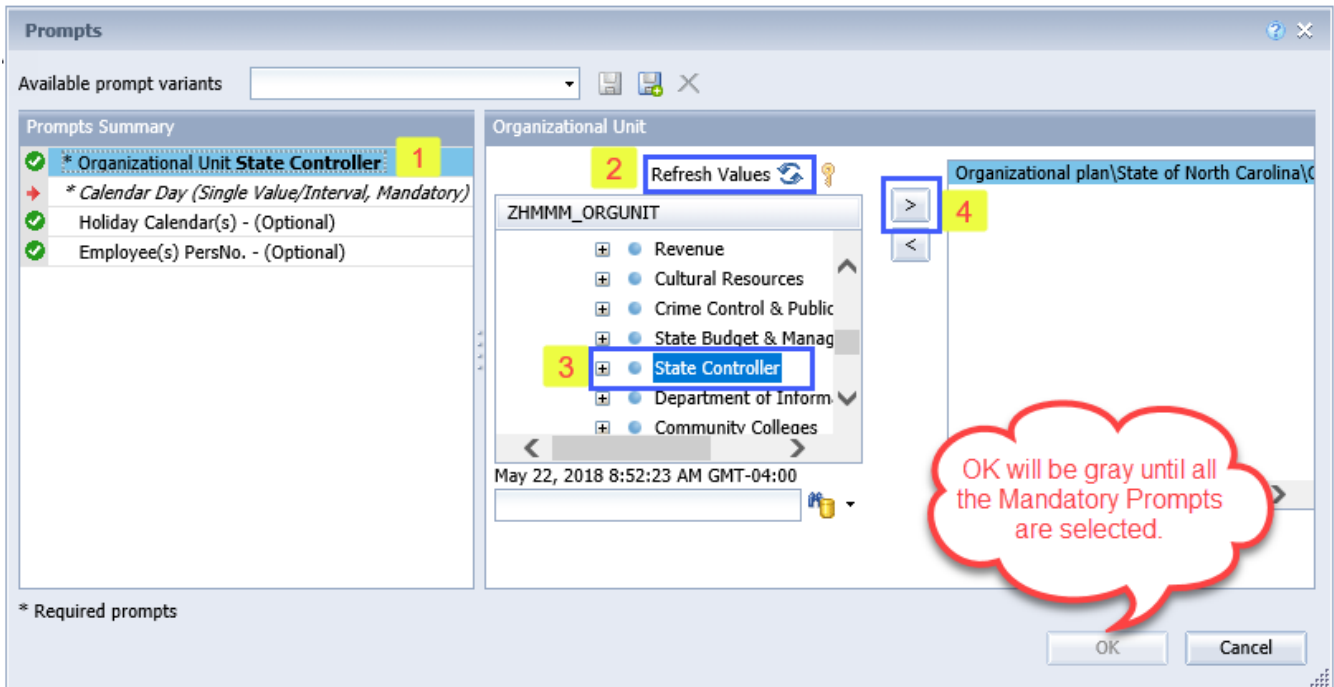 Prompts
Available prompt variants
Prompts Summary
* Organizational Unit State Controller
1
* Calendar Day (Single Value/Interval, Mandatory)
Holiday Calendar(s) - (Optional)
Employee(s) PersNo. - (Optional)
Organizational Unit
2
Refresh Values
ZHMMM_ORGUNIT
Revenue
Cultural Resources
Crime Control & Public
State Budget & Manag
3
State Controller
Department of Inform
Community Colleges
May 22, 2018 8:52:23 AM GMT-04:00
>
4
<
Organizational plan\State of North Carolina\
OK will be gray until all
the Mandatory Prompts
are selected.
* Required prompts
OK
Cancel